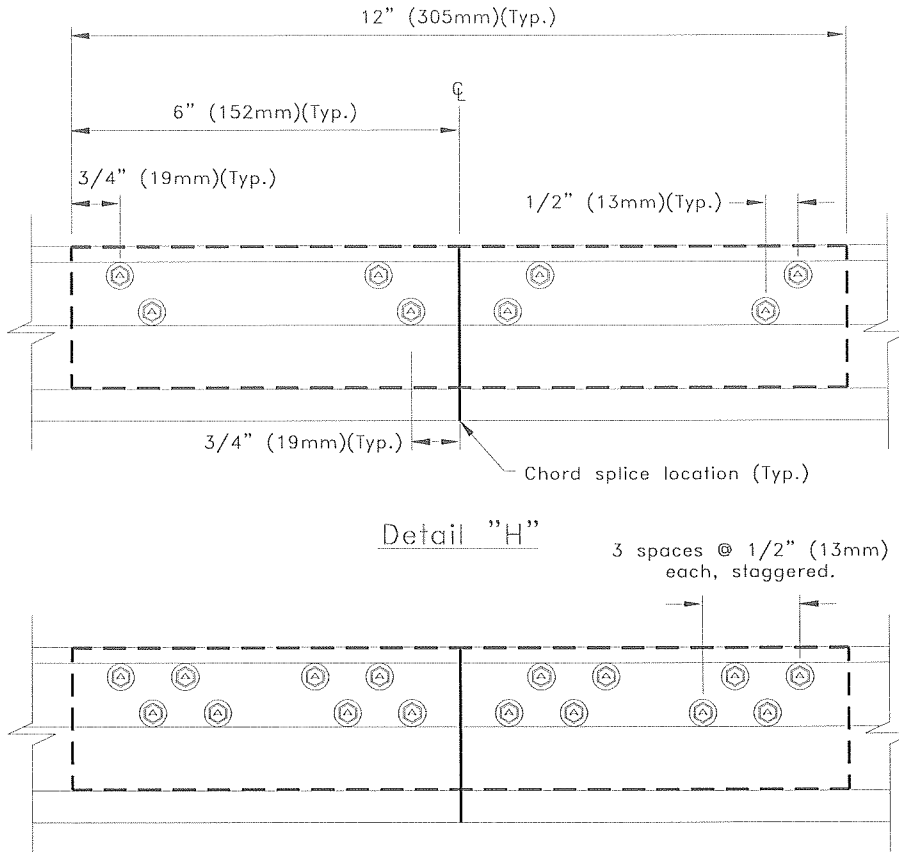 12" (305mm)(Typ.)
℄
6" (152mm)(Typ.)
3/4" (19mm)(Typ.)
1/2" (13mm)(Typ.)
3/4" (19mm)(Typ.)
Chord splice location (Typ.)
Detail "H"
3 spaces @ 1/2" (13mm)
each, staggered.